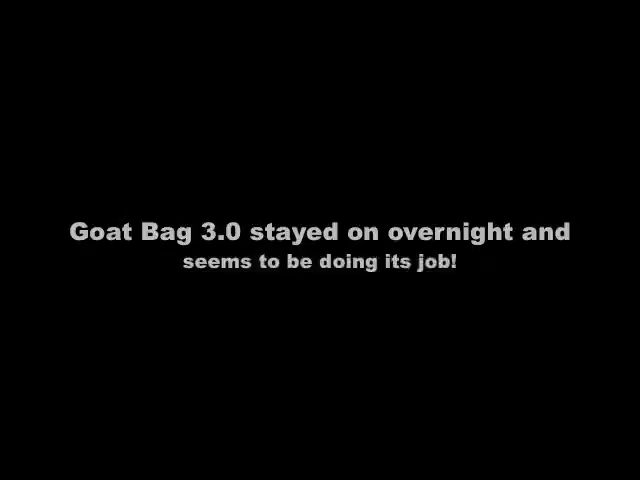 Goat Bag 3.0 stayed on overnight and
seems to be doing its job!